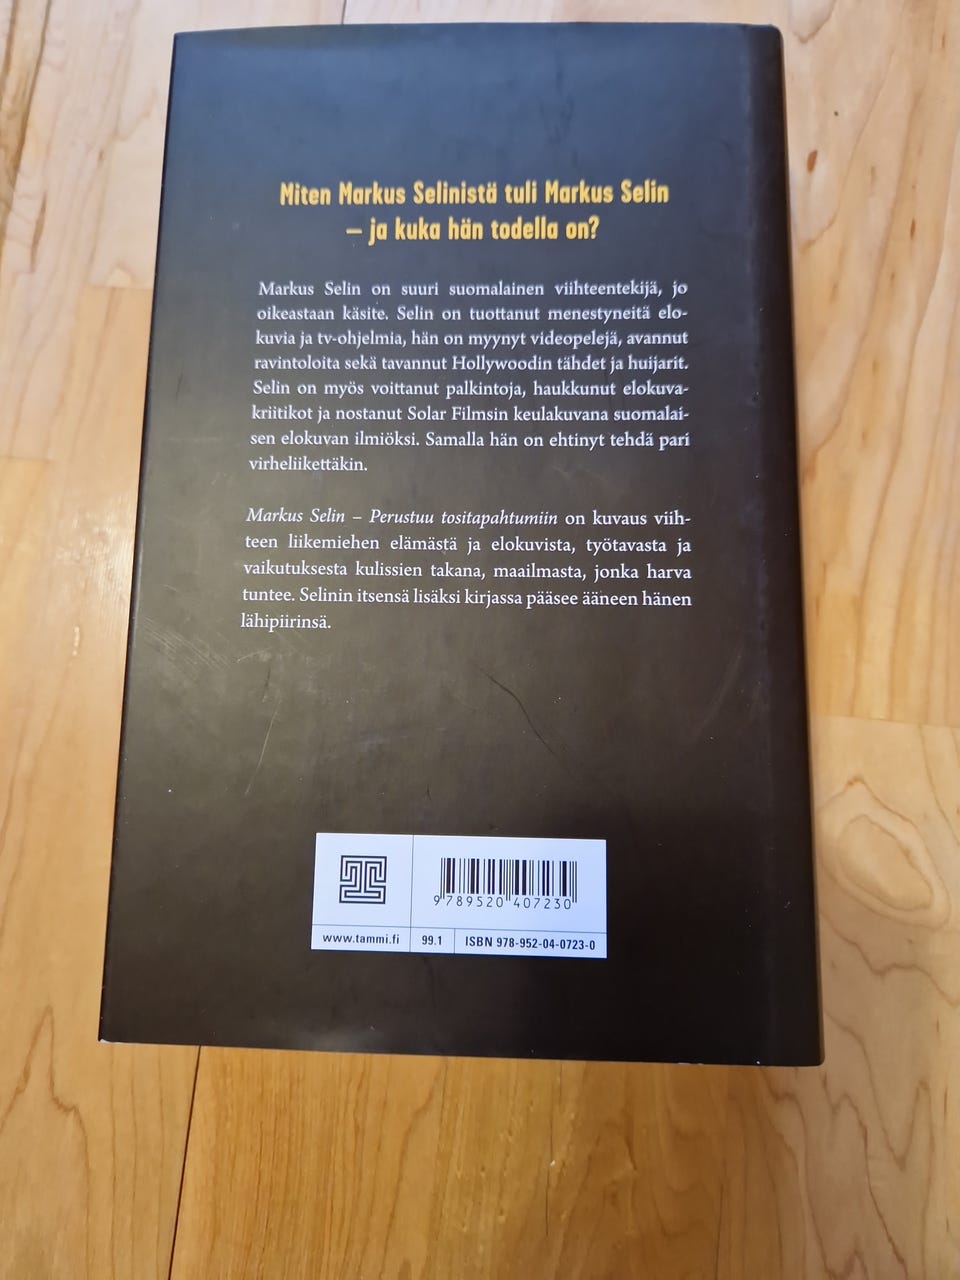 Miten Markus Selinistä tuli Markus Selin
– ja kuka hän todella on?
Markus Selin on suuri suomalainen viihteentekijä, jo
oikeastaan käsite. Selin on tuottanut menestyneitä elo-
kuvia ja tv-ohjelmia, hän on myynyt videopelejä, avannut
ravintoloita sekä tavannut Hollywoodin tähdet ja huijarit.
Selin on myös voittanut palkintoja, haukkunut elokuva-
kriitikot ja nostanut Solar Filmsin keulakuvana suomalai-
sen elokuvan ilmiöksi. Samalla hän on ehtinyt tehdä pari
virheliikettäkin.
Markus Selin – Perustuu tositapahtumiin on kuvaus viih-
teen liikemiehen elämästä ja elokuvista, työtavasta ja
vaikutuksesta kulissien takana, maailmasta, jonka harva
tuntee. Selinin itsensä lisäksi kirjassa pääsee ääneen hänen
lähipiirinsä.
9 789520 407230
www.tammi.fi 99.1 ISBN 978-952-04-0723-0